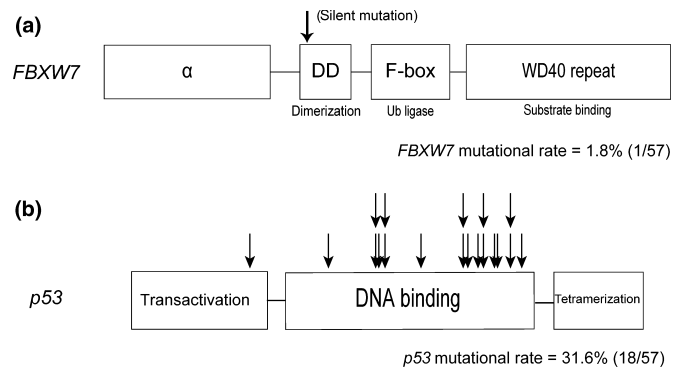 (a)
(Silent mutation)
FBXW7
α
DD
F-box
WD40 repeat
Dimerization
Ub ligase
Substrate binding
FBXW7 mutational rate = 1.8% (1/57)
(b)
p53
Transactivation
DNA binding
Tetramerization
p53 mutational rate = 31.6% (18/57)